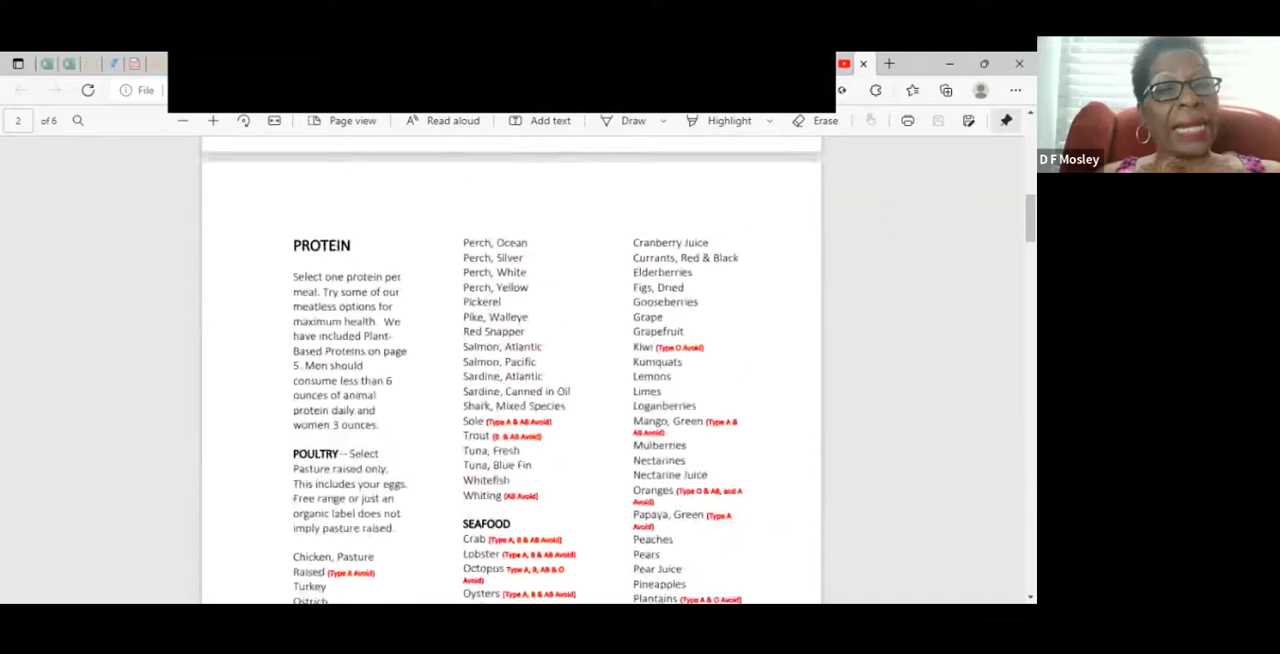 File
2 of 6
Page view
Read aloud
Add text
Draw
Highlight
Erase
D F Mosley
PROTEIN
Select one protein per
meal. Try some of our
meatless options for
maximum health. We
have included Plant-
Based Proteins on page
5. Men should
consume less than 6
ounces of animal
protein daily and
women 3 ounces.
POULTRY -- Select
Pasture raised only.
This includes your eggs.
Free range or just an
organic label does not
imply pasture raised.
Chicken, Pasture
Raised (Type B Avoid)
Turkey
Ostrich
Perch, Ocean
Perch, Silver
Perch, White
Perch, Yellow
Pickerel
Pike, Walleye
Red Snapper
Salmon, Atlantic
Salmon, Pacific
Sardine, Atlantic
Sardine, Canned in Oil
Shark, Mixed Species
Sole (Type A & AB Avoid)
Trout (B & AB Avoid)
Tuna, Fresh
Tuna, Blue Fin
Whitefish
Whiting (AB Avoid)
SEAFOOD
Crab (Type A, B & AB Avoid)
Lobster (Type A, B & AB Avoid)
Octopus Type A, B, AB & O
Avoid)
Oysters (Type A, B & AB Avoid)
Cranberry Juice
Currants, Red & Black
Elderberries
Figs, Dried
Gooseberries
Grape
Grapefruit
Kiwi (Type O Avoid)
Kumquats
Lemons
Limes
Loganberries
Mango, Green (Type A &
AB Avoid)
Mulberries
Nectarines
Nectarine Juice
Oranges (Type O & AB, and A
Avoid)
Papaya, Green (Type A
Avoid)
Peaches
Pears
Pear Juice
Pineapples
Plantains (Type A & O Avoid)